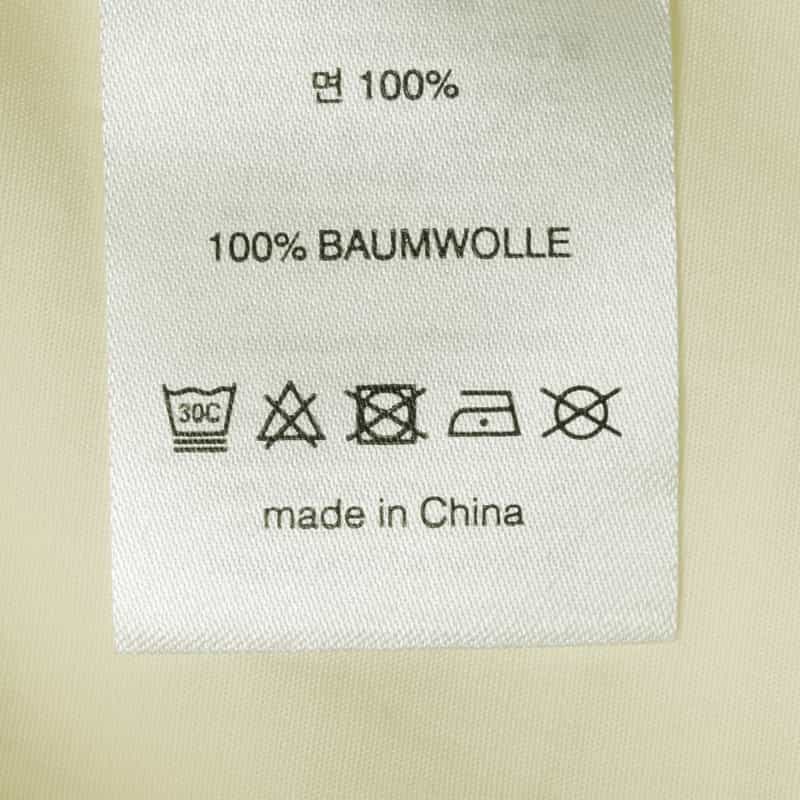 면 100%
100% BAUMWOLLE
30C
made in China